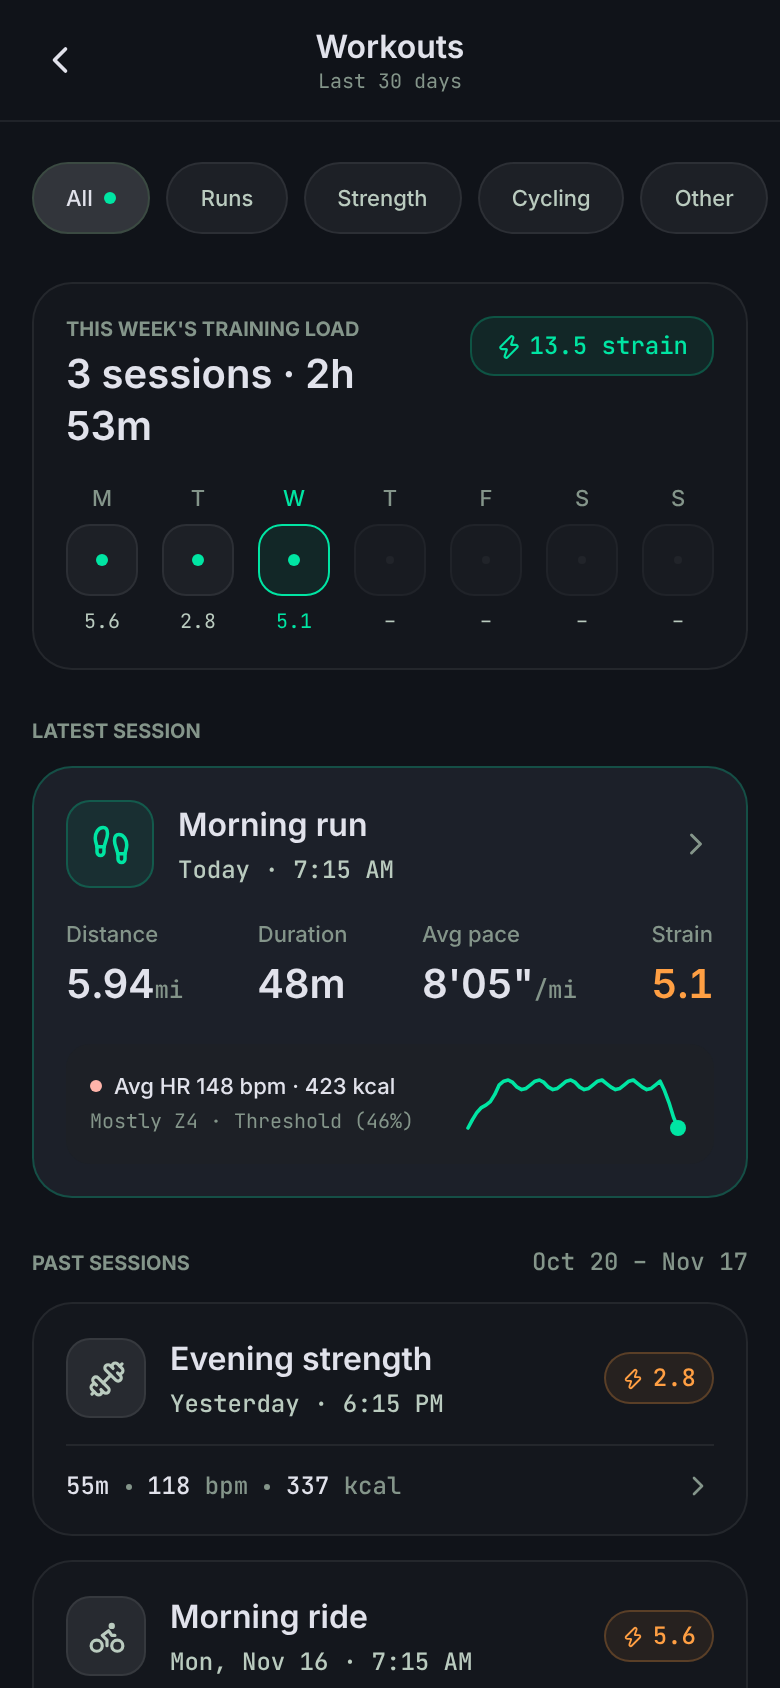 Workouts
Last 30 days
All
Runs
Strength
Cycling
Other
THIS WEEK'S TRAINING LOAD
3 sessions · 2h
53m
13.5 strain
M T W T F S S
5.6 2.8 5.1 – – – –
LATEST SESSION
Morning run
Today · 7:15 AM
Distance Duration Avg pace Strain
5.94mi 48m 8'05"/mi 5.1
Avg HR 148 bpm · 423 kcal
Mostly Z4 · Threshold (46%)
PAST SESSIONS
Oct 20 – Nov 17
Evening strength
Yesterday · 6:15 PM
2.8
55m • 118 bpm • 337 kcal
Morning ride
Mon, Nov 16 · 7:15 AM
5.6